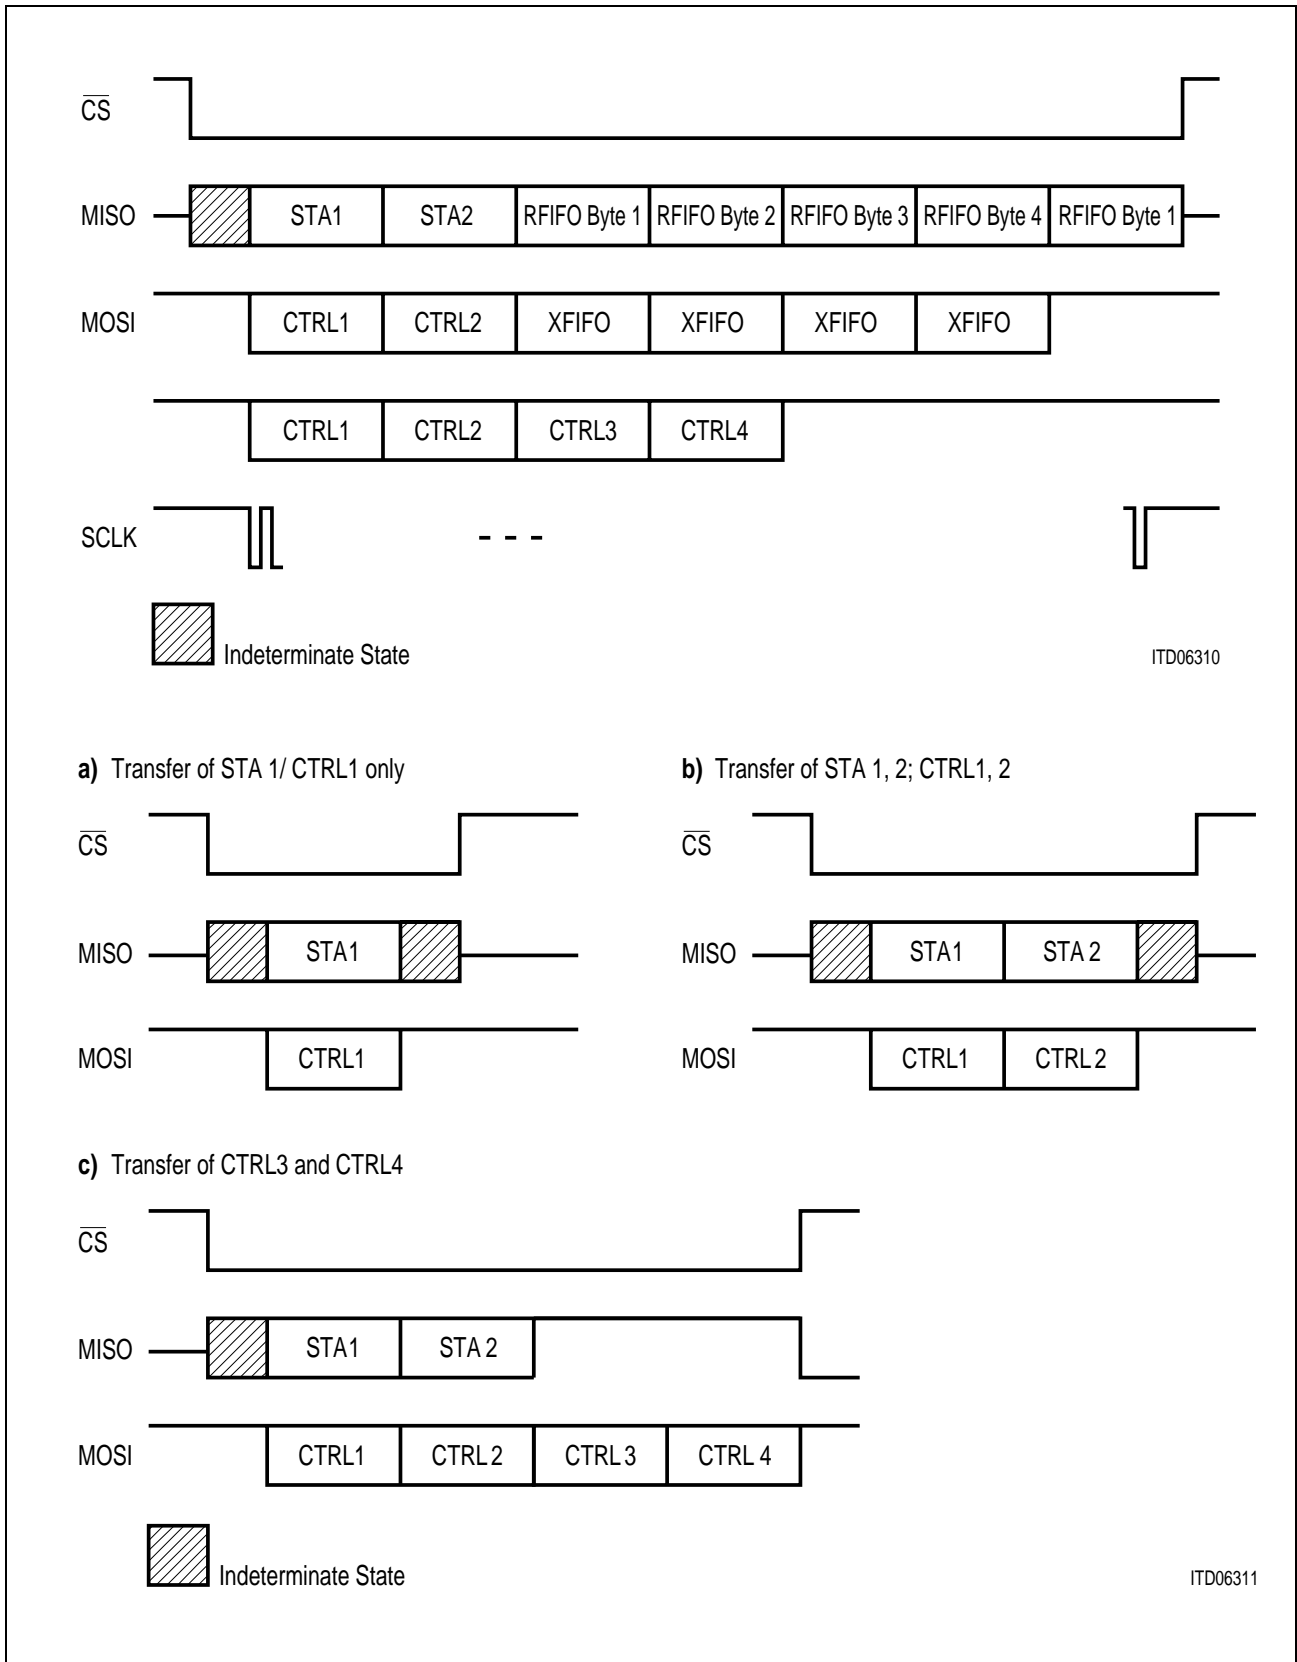 CS
MISO STA1 STA2 RFIFO Byte 1 RFIFO Byte 2 RFIFO Byte 3 RFIFO Byte 4 RFIFO Byte 1
MOSI CTRL1 CTRL2 XFIFO XFIFO XFIFO XFIFO
CTRL1 CTRL2 CTRL3 CTRL4
SCLK - - -
Indeterminate State ITD06310
a) Transfer of STA 1/ CTRL1 only
CS
MISO STA1
MOSI CTRL1
b) Transfer of STA 1, 2; CTRL1, 2
CS
MISO STA1 STA 2
MOSI CTRL1 CTRL 2
c) Transfer of CTRL3 and CTRL4
CS
MISO STA1 STA 2
MOSI CTRL1 CTRL 2 CTRL 3 CTRL 4
Indeterminate State ITD06311